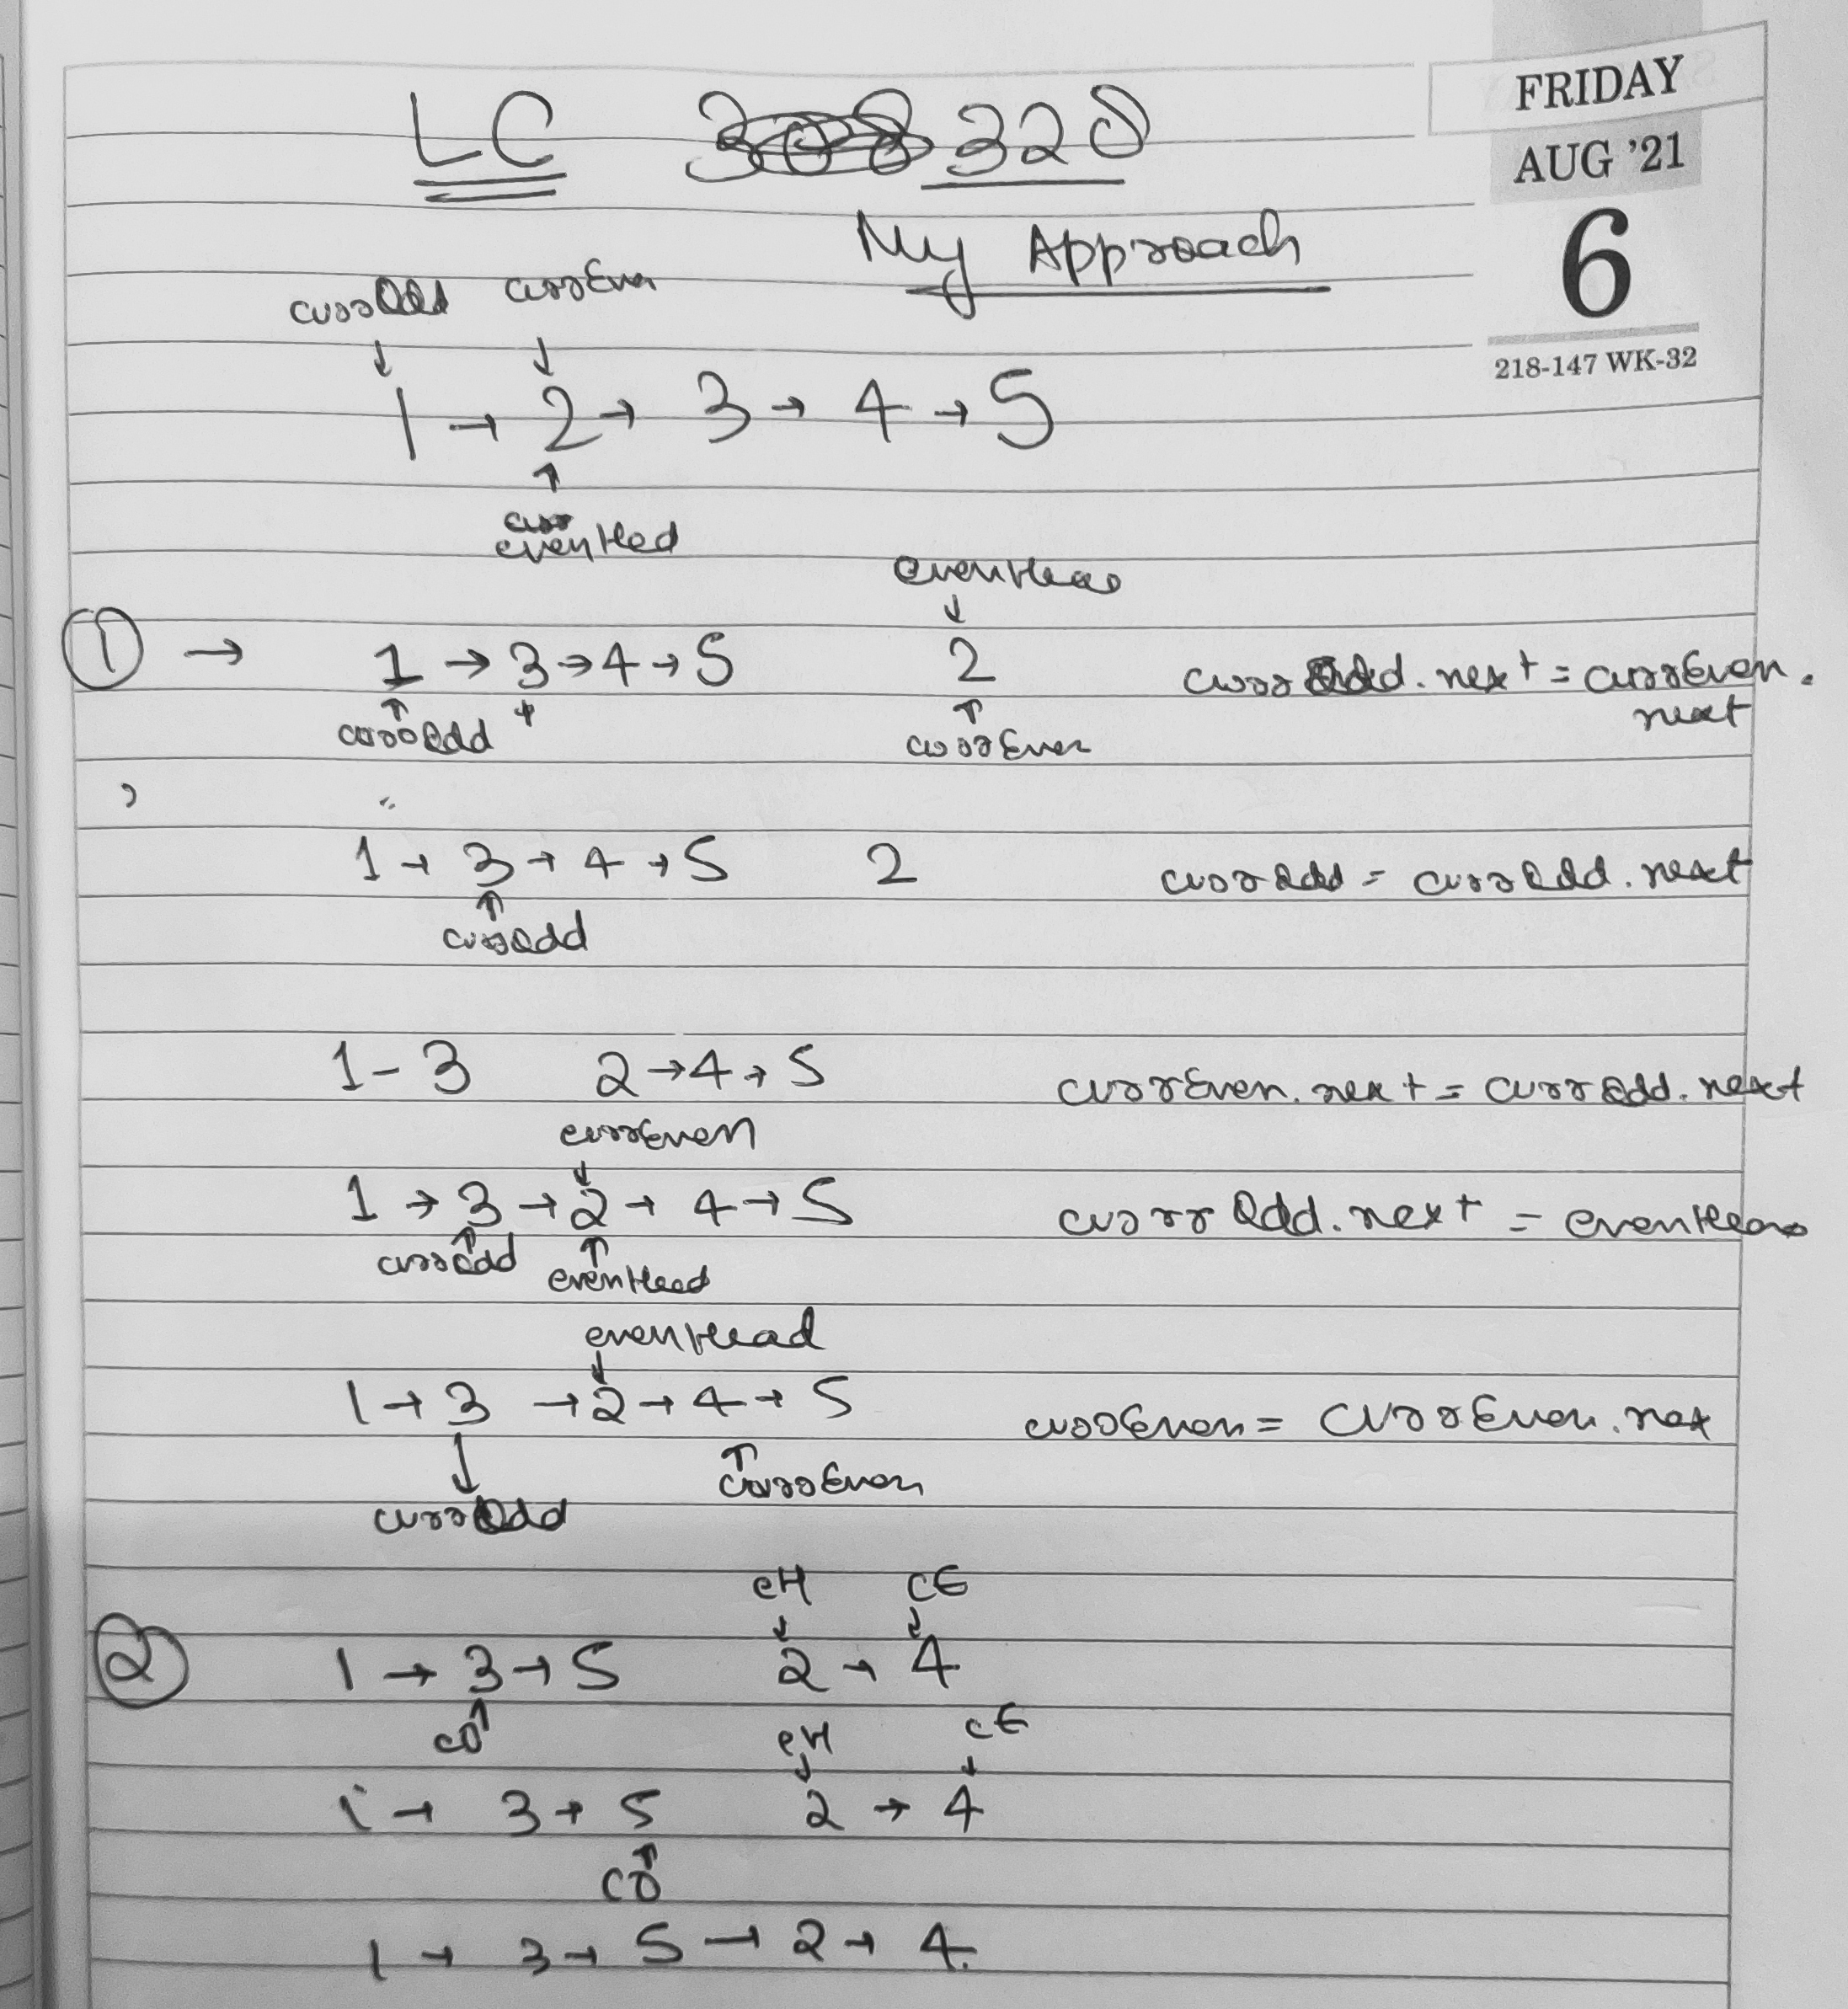 FRIDAY
AUG '21
6
218-147 WK-32
LC 328
My Approach
currOdd currEven
↓ ↓
1 → 2 → 3 → 4 → 5
↑
curr
evenHed
evenHead
↓
① → 1 → 3 → 4 → 5 2 currOdd.next = currEven.
next
↑ ↑
currOdd currEven
1 → 3 → 4 → 5 2 currOdd = currOdd.next
↑
currOdd
1 - 3 2 → 4 → 5 currEven.next = currOdd.next
currEven
↓
1 → 3 → 2 → 4 → 5 currOdd.next = evenHead
↑ ↑
currOdd evenHead
evenHead
↓
1 → 3 → 2 → 4 → 5 currEven = currEven.nex
↓ ↑
currOdd currEven
eH CE
↓ ↓
② 1 → 3 → 5 2 → 4
↑
CO
eH CE
↓ ↓
1 → 3 → 5 2 → 4
↑
CO
1 → 3 → 5 → 2 → 4.